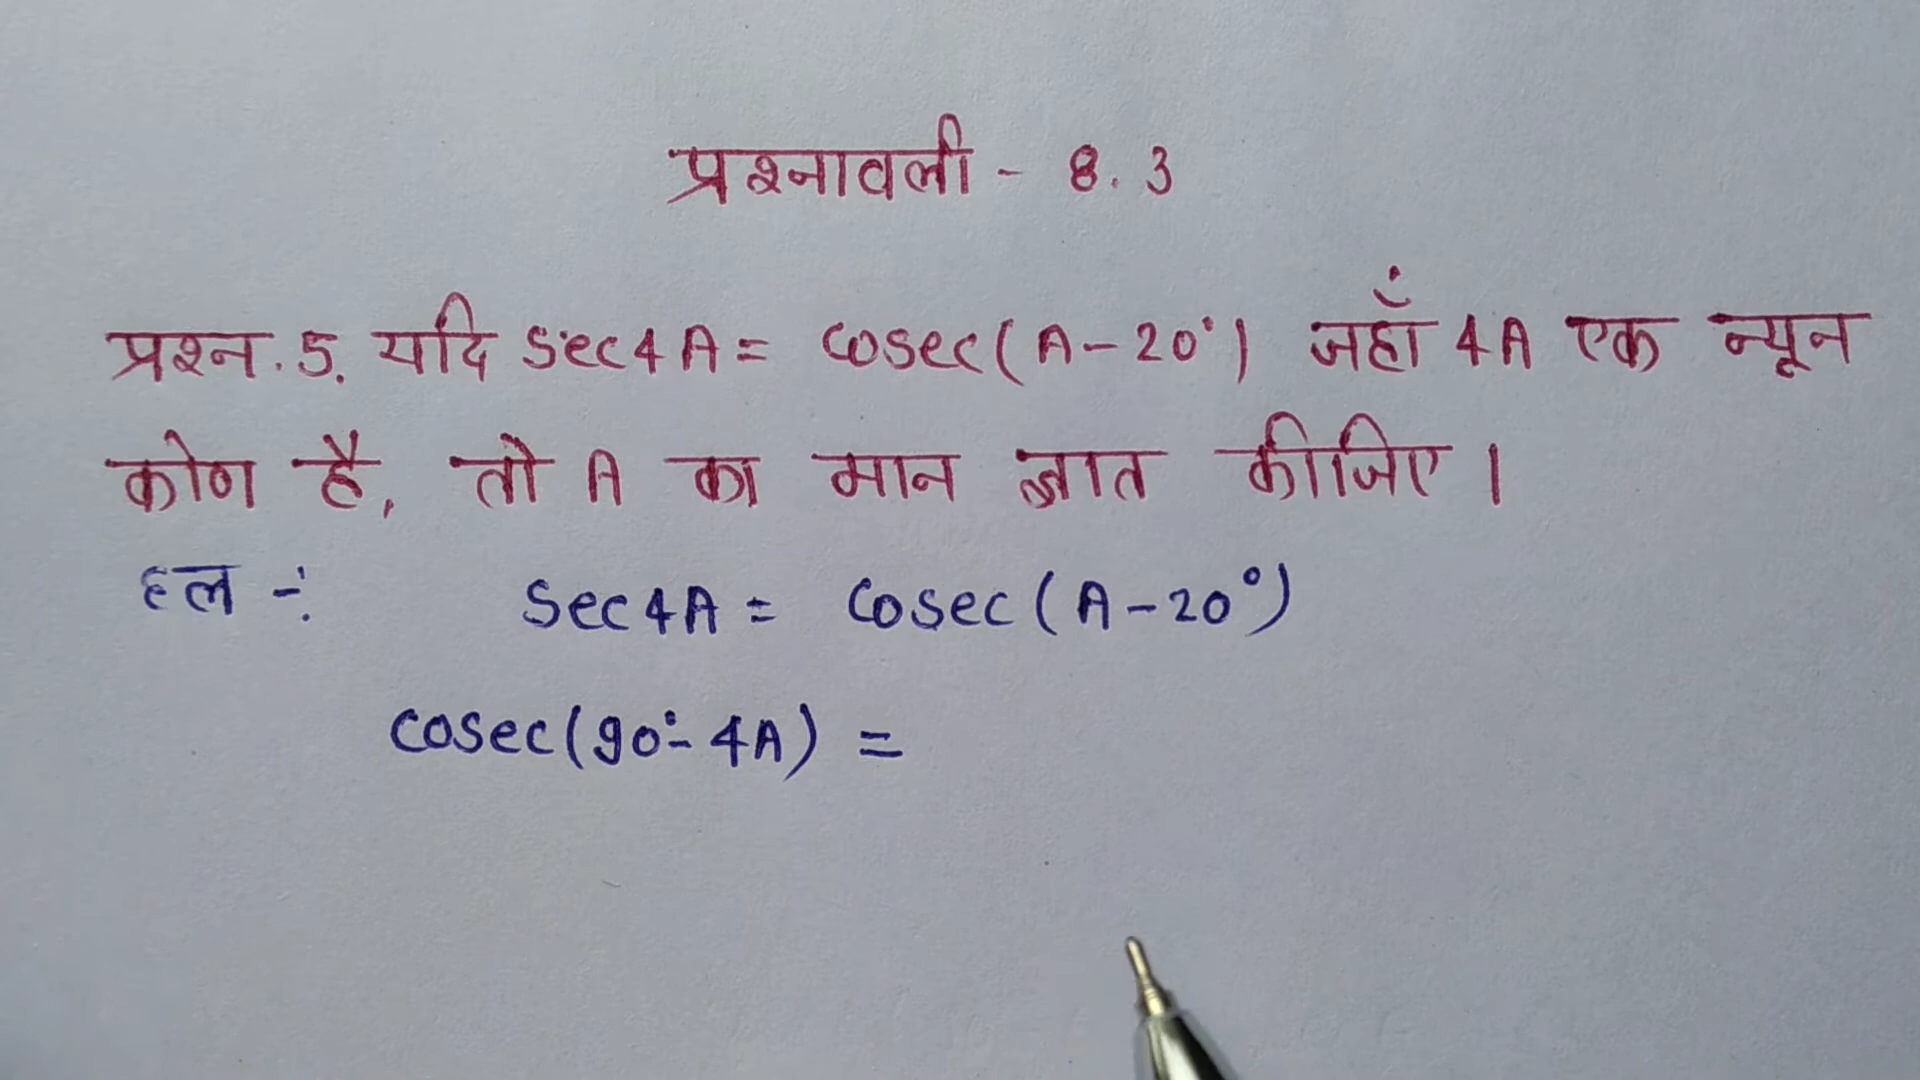 प्रश्नावली - 8.3
प्रश्न.5. यदि sec4A = cosec(A-20°) जहाँ 4A एक न्यून
कोण है, तो A का मान ज्ञात कीजिए।
हल -: sec4A = cosec(A-20°)
cosec(90°-4A) =